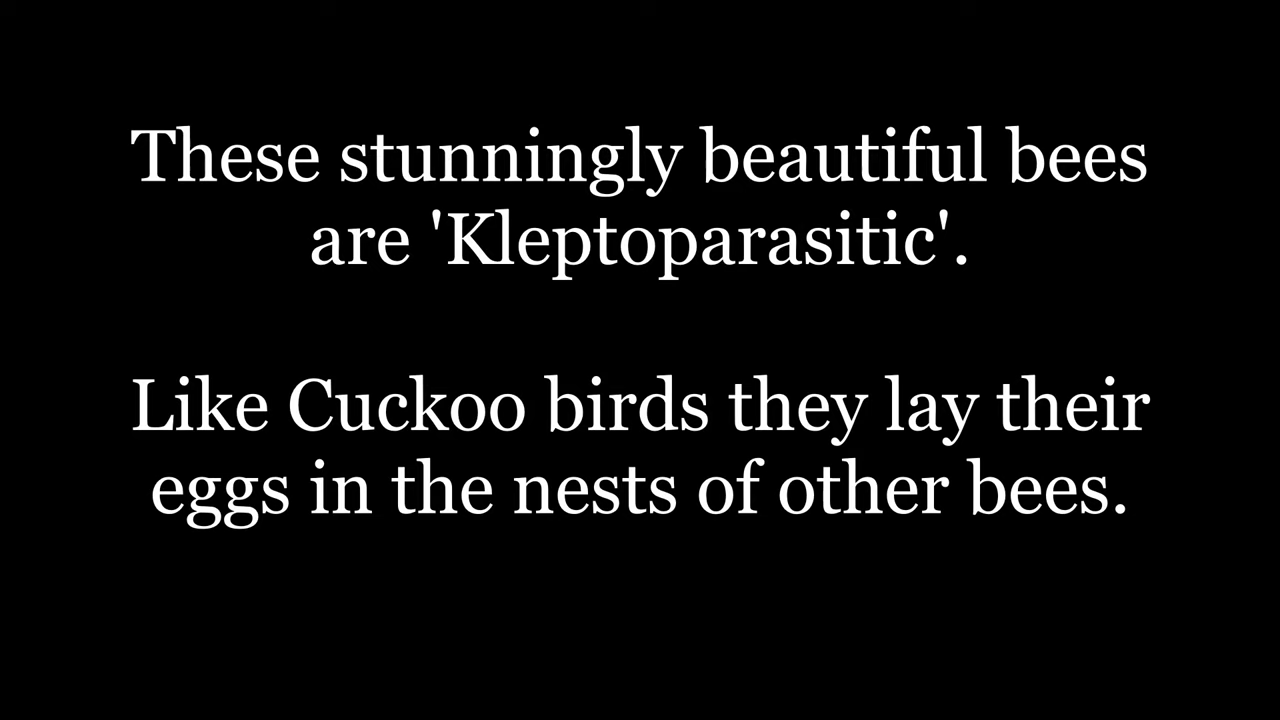 These stunningly beautiful bees
are 'Kleptoparasitic'.
Like Cuckoo birds they lay their
eggs in the nests of other bees.